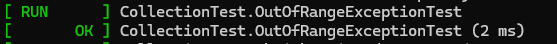 [ RUN      ] CollectionTest.OutOfRangeExceptionTest
[       OK ] CollectionTest.OutOfRangeExceptionTest (2 ms)